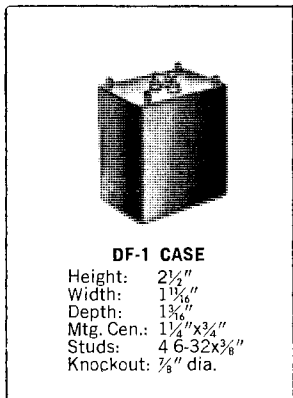 DF-1 CASE
Height: 2½"
Width: 1¹¹⁄₁₆"
Depth: 1³⁄₁₆"
Mtg. Cen.: 1¼"x¾"
Studs: 4 6-32x⅜"
Knockout: ⅞" dia.